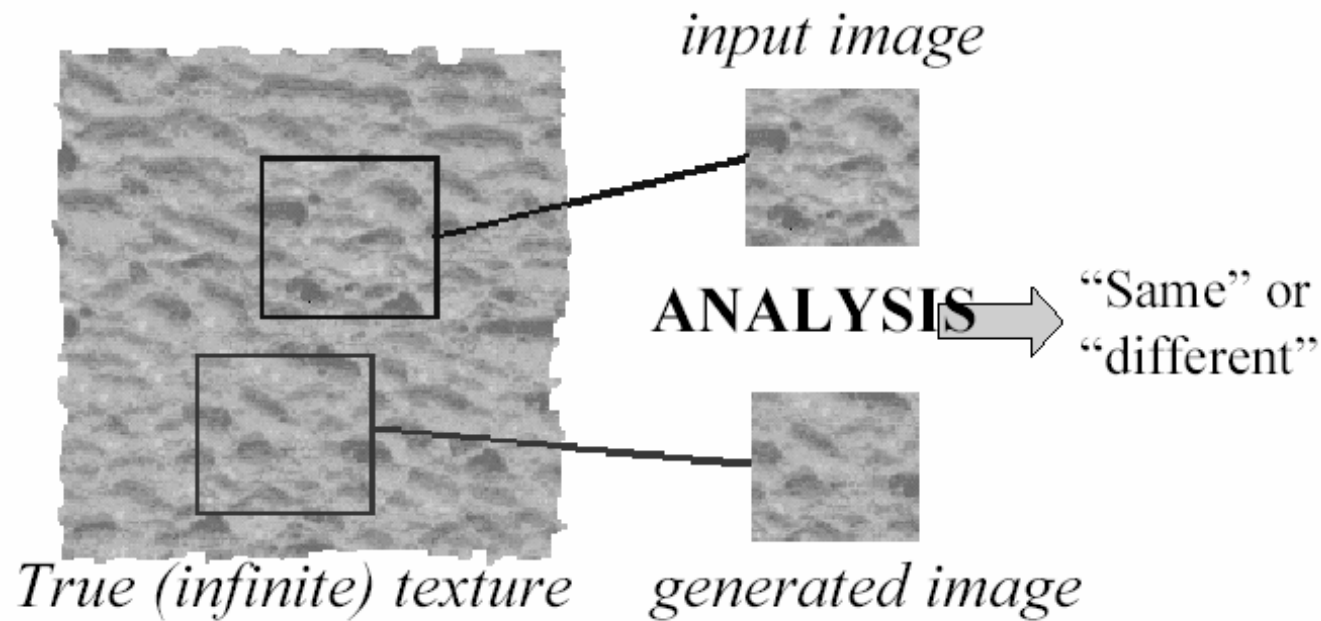 input image
ANALYSIS
“Same” or
“different”
True (infinite) texture
generated image